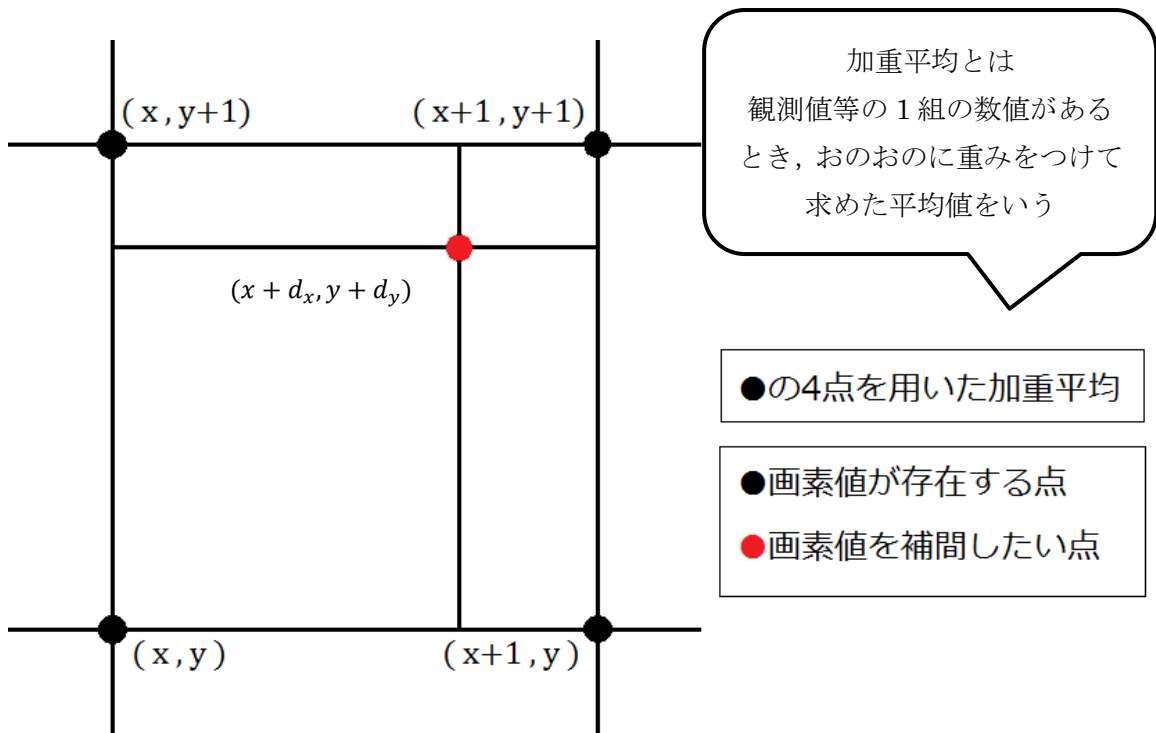 加重平均とは
観測値等の1組の数値がある
とき,おのおのに重みをつけて
求めた平均値をいう
(x,y+1)
(x+1,y+1)
(x + d_x, y + d_y)
(x,y)
(x+1,y)
●の4点を用いた加重平均
●画素値が存在する点
●画素値を補間したい点